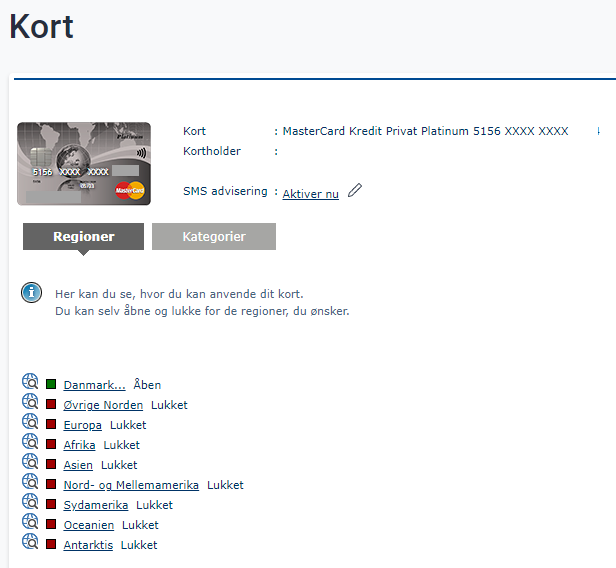 Kort
Platinum
5156 XXXX XXXX
MasterCard
Kort : MasterCard Kredit Privat Platinum 5156 XXXX XXXX
Kortholder :
SMS advisering : Aktiver nu
Regioner Kategorier
Her kan du se, hvor du kan anvende dit kort.
Du kan selv åbne og lukke for de regioner, du ønsker.
Danmark... Åben
Øvrige Norden Lukket
Europa Lukket
Afrika Lukket
Asien Lukket
Nord- og Mellemamerika Lukket
Sydamerika Lukket
Oceanien Lukket
Antarktis Lukket